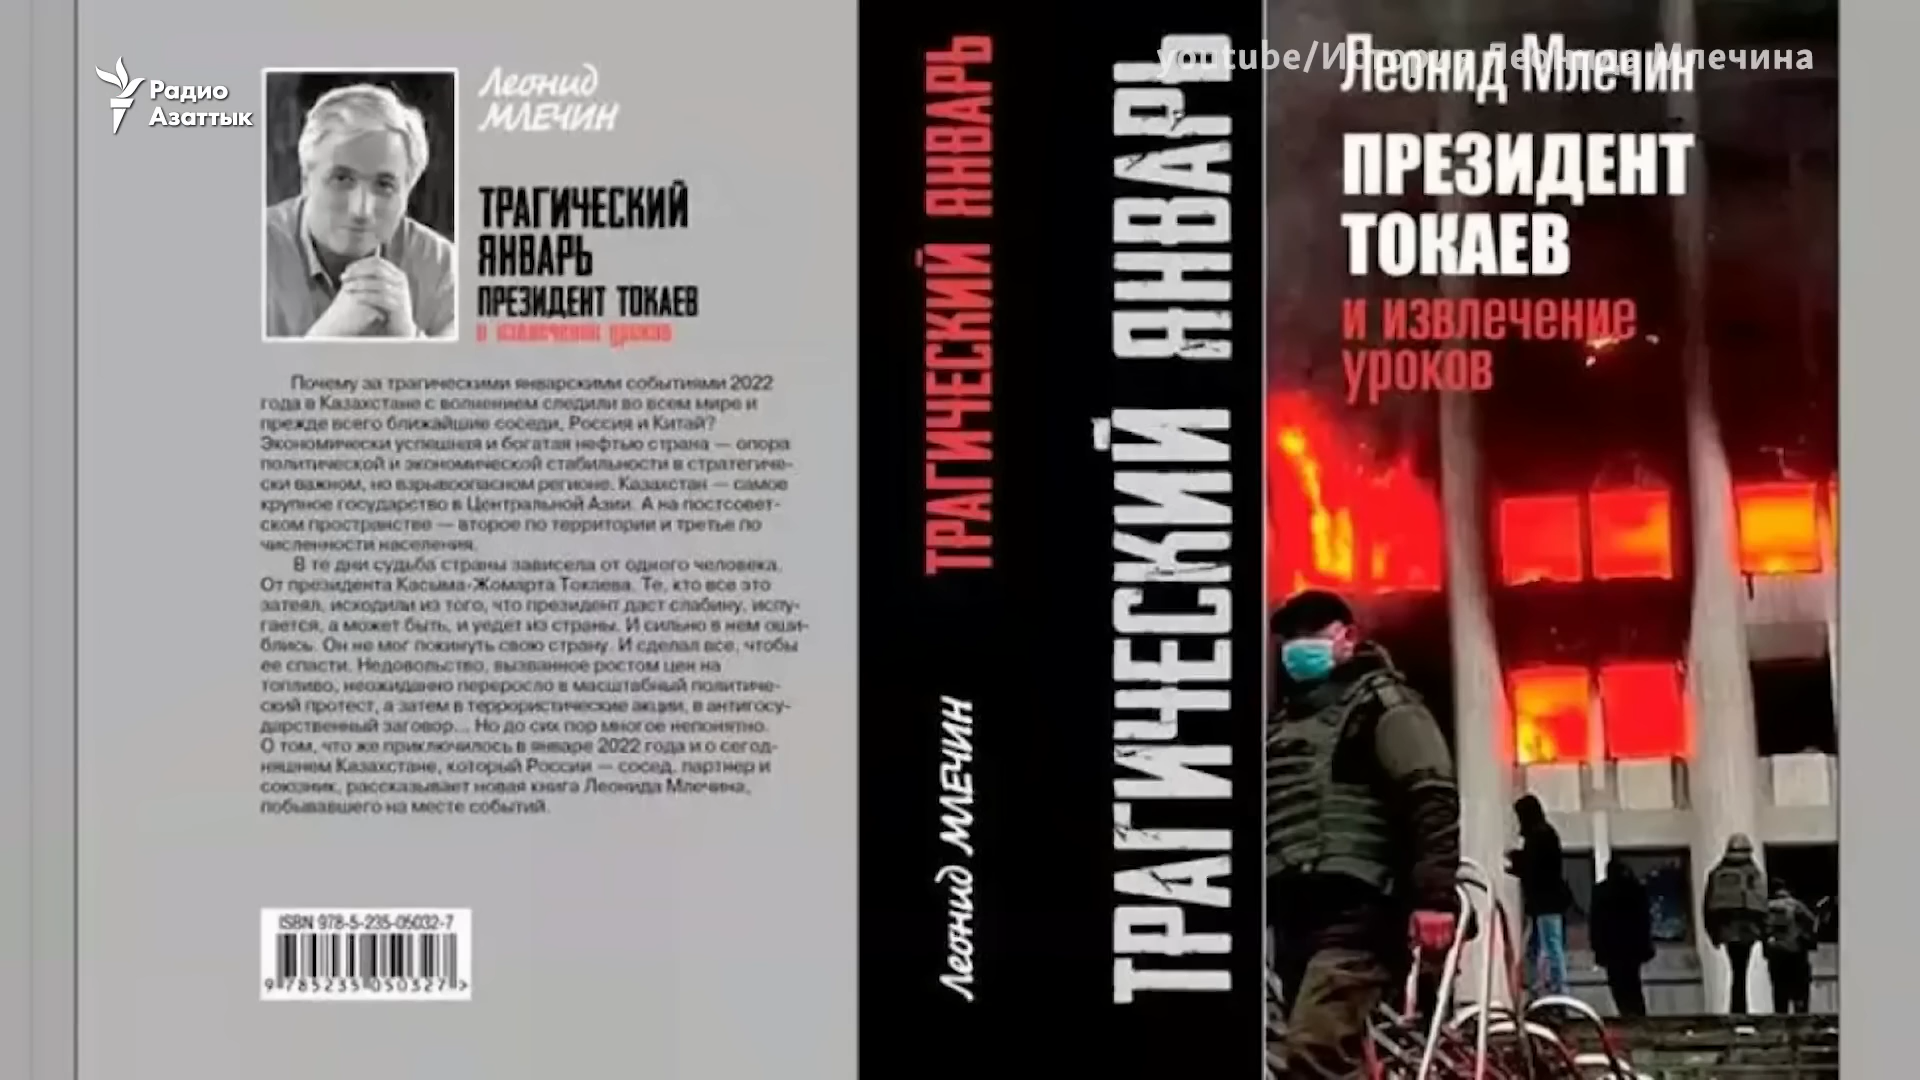 Радио
Азаттык
youtube/История Леонида Млечина
Леонид
МЛЕЧИН
ТРАГИЧЕСКИЙ
ЯНВАРЬ
ПРЕЗИДЕНТ ТОКАЕВ
и извлечение уроков
Почему за трагическими январскими событиями 2022
года в Казахстане с волнением следили во всем мире и
прежде всего ближайшие соседи, Россия и Китай?
Экономически успешная и богатая нефтью страна — опора
политической и экономической стабильности в стратегиче-
ски важном, но взрывоопасном регионе. Казахстан — самое
крупное государство в Центральной Азии. А на постсовет-
ском пространстве — второе по территории и третье по
численности населения.
В те дни судьба страны зависела от одного человека.
От президента Касыма-Жомарта Токаева. Те, кто все это
затеял, исходили из того, что президент даст слабину, испу-
гается, а может быть, и уедет из страны. И сильно в нем оши-
блись. Он не мог покинуть свою страну. И сделал все, чтобы
ее спасти. Недовольство, вызванное ростом цен на
топливо, неожиданно переросло в масштабный политиче-
ский протест, а затем в террористические акции, в антигосу-
дарственный заговор... Но до сих пор многое непонятно.
О том, что же приключилось в январе 2022 года и о сегод-
няшнем Казахстане, который России — сосед, партнер и
союзник, рассказывает новая книга Леонида Млечина,
побывавшего на месте событий.
ISBN 978-5-235-05032-7
9 785235 050327 >
Леонид МЛЕЧИН
ТРАГИЧЕСКИЙ ЯНВАРЬ
ТРАГИЧЕСКИЙ ЯНВАРЬ
Леонид Млечин
ПРЕЗИДЕНТ
ТОКАЕВ
и извлечение
уроков